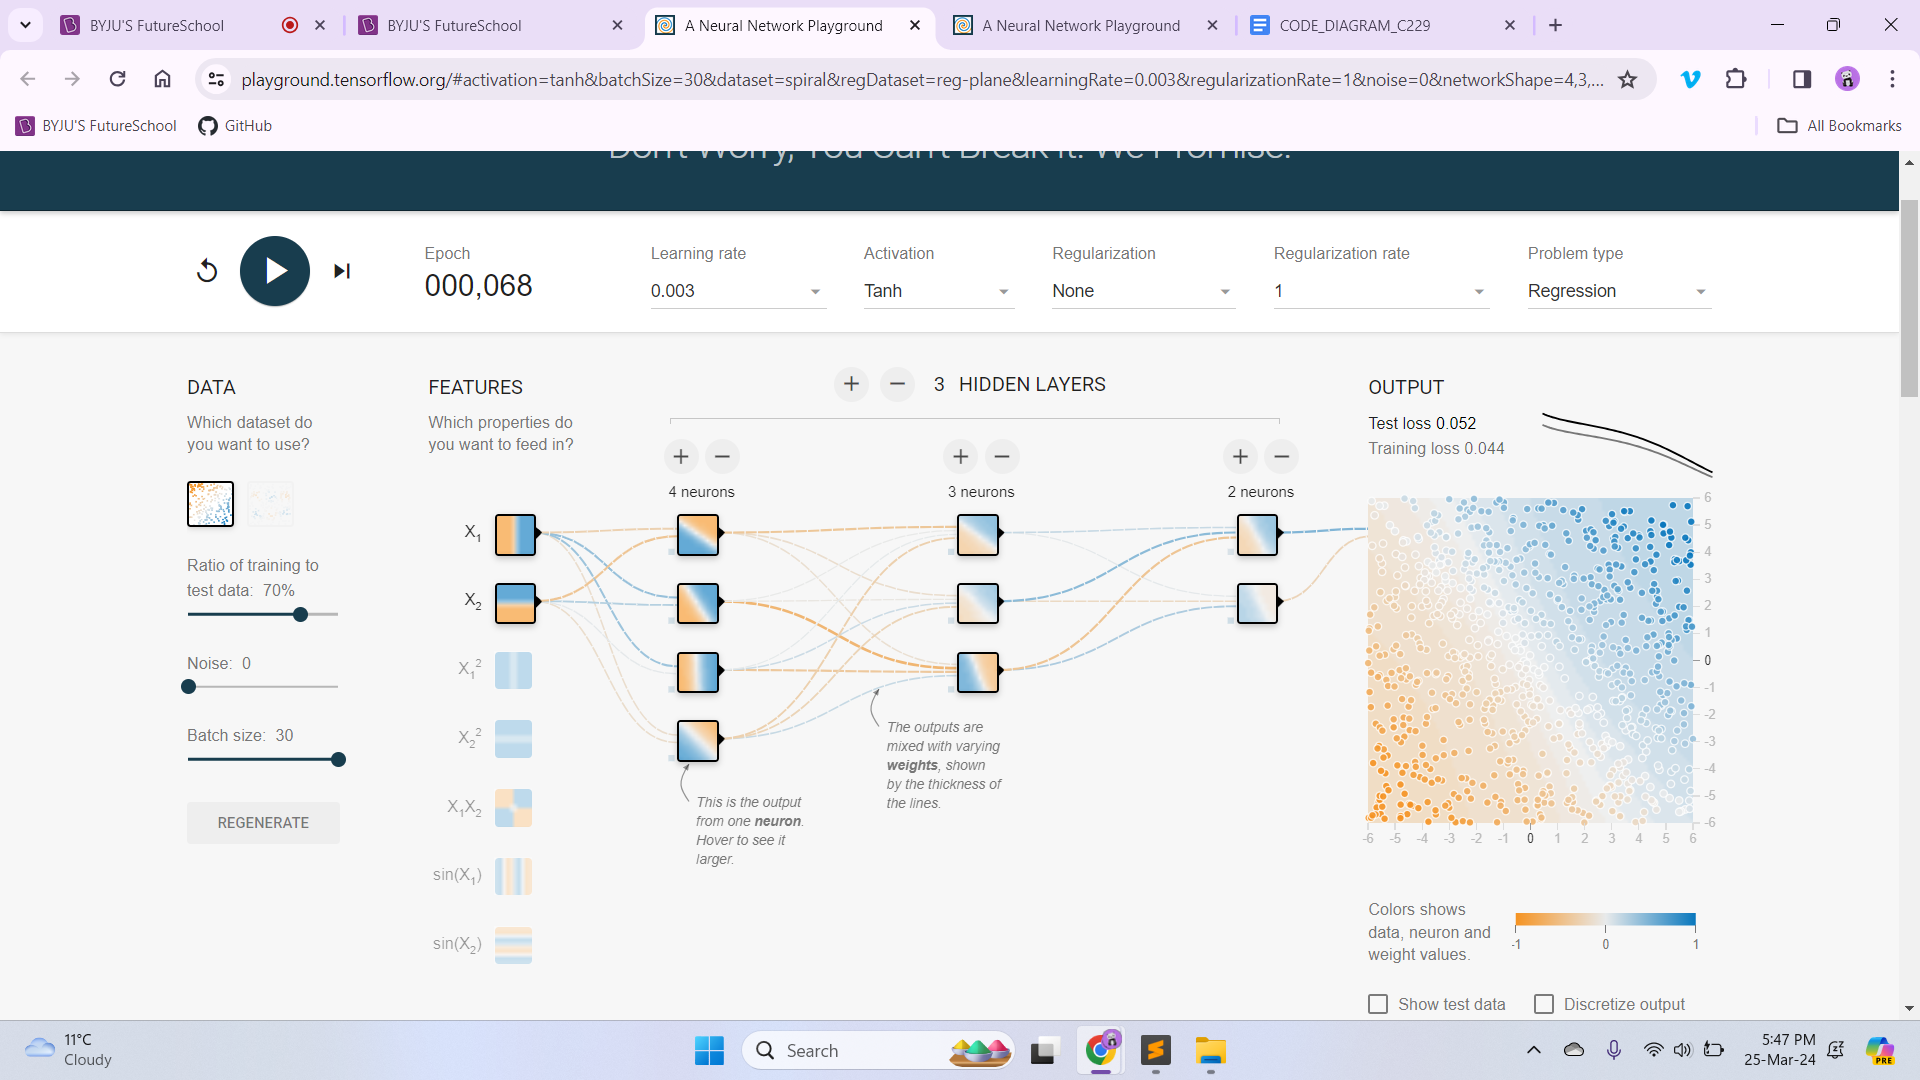 BYJU'S FutureSchool
BYJU'S FutureSchool
A Neural Network Playground
A Neural Network Playground
CODE_DIAGRAM_C229
playground.tensorflow.org/#activation=tanh&batchSize=30&dataset=spiral&regDataset=reg-plane&learningRate=0.003&regularizationRate=1&noise=0&networkShape=4,3,...
BYJU'S FutureSchool
GitHub
All Bookmarks
Don't Worry, You Can't Break It. We Promise.
Epoch
000,068
Learning rate
0.003
Activation
Tanh
Regularization
None
Regularization rate
1
Problem type
Regression
DATA
Which dataset do
you want to use?
Ratio of training to
test data: 70%
Noise: 0
Batch size: 30
REGENERATE
FEATURES
Which properties do
you want to feed in?
X1
X2
X1²
X2²
X1X2
sin(X1)
sin(X2)
+ − 3 HIDDEN LAYERS
+ −
4 neurons
+ −
3 neurons
+ −
2 neurons
This is the output
from one neuron.
Hover to see it
larger.
The outputs are
mixed with varying
weights, shown
by the thickness of
the lines.
OUTPUT
Test loss 0.052
Training loss 0.044
6
5
4
3
2
1
0
-1
-2
-3
-4
-5
-6
-6 -5 -4 -3 -2 -1 0 1 2 3 4 5 6
Colors shows
data, neuron and
weight values.
-1 0 1
Show test data
Discretize output
11°C
Cloudy
Search
5:47 PM
25-Mar-24
PRE